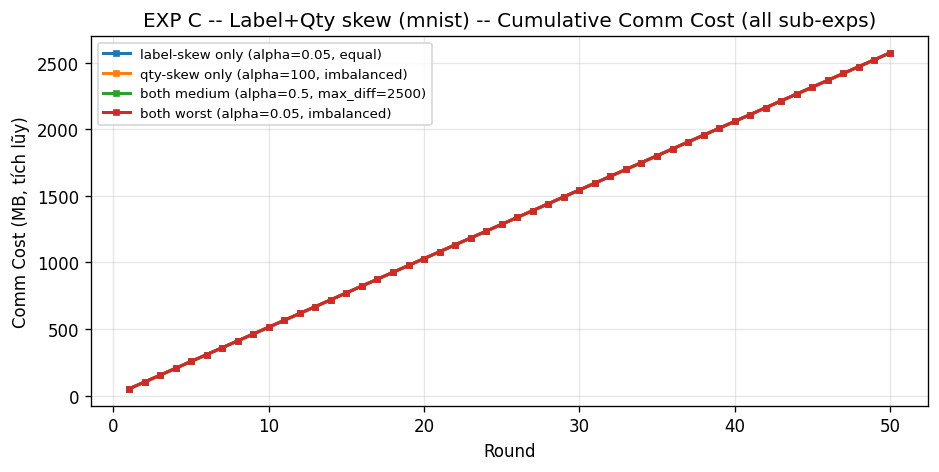 EXP C -- Label+Qty skew (mnist) -- Cumulative Comm Cost (all sub-exps)
label-skew only (alpha=0.05, equal)
qty-skew only (alpha=100, imbalanced)
both medium (alpha=0.5, max_diff=2500)
both worst (alpha=0.05, imbalanced)
Comm Cost (MB, tích lũy)
2500
2000
1500
1000
500
0
0 10 20 30 40 50
Round